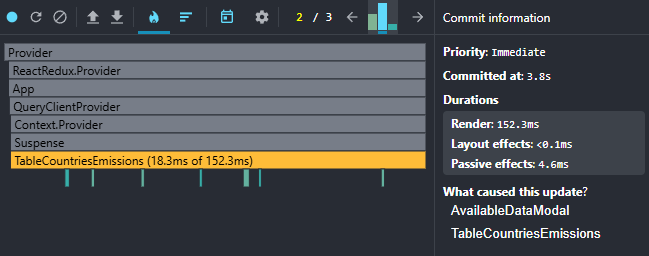 2 / 3
Provider
ReactRedux.Provider
App
QueryClientProvider
Context.Provider
Suspense
TableCountriesEmissions (18.3ms of 152.3ms)
Commit information
Priority: Immediate
Committed at: 3.8s
Durations
Render: 152.3ms
Layout effects: <0.1ms
Passive effects: 4.6ms
What caused this update?
AvailableDataModal
TableCountriesEmissions